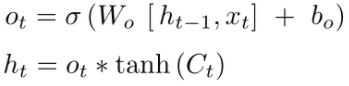 o_t = σ (W_o [h_{t−1}, x_t] + b_o)
h_t = o_t * tanh (C_t)